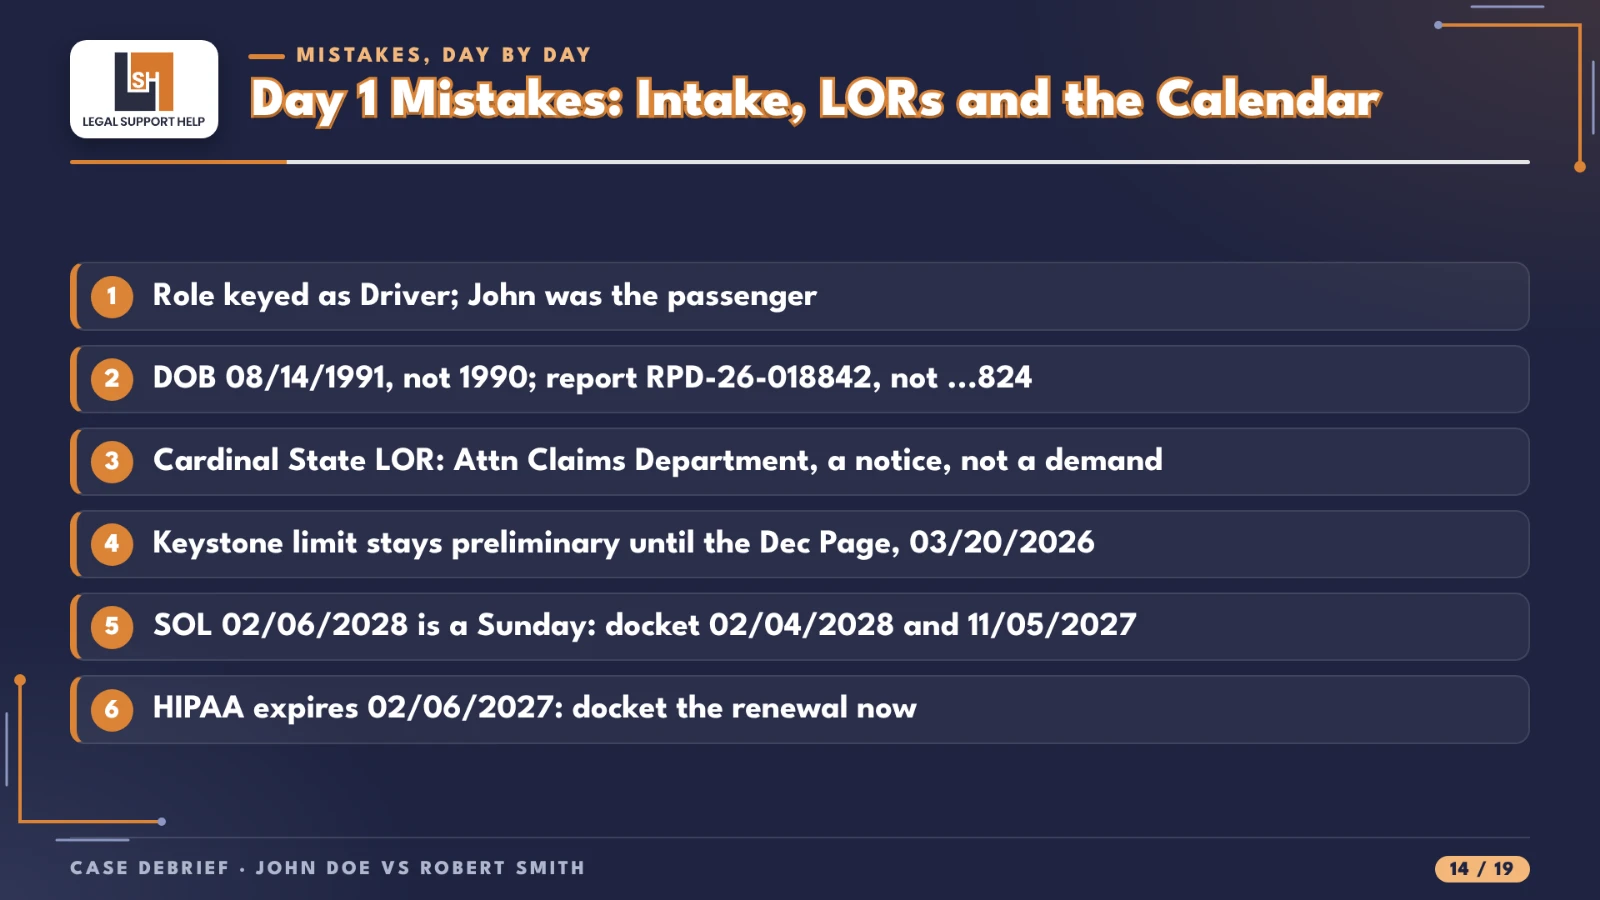 LSH
LEGAL SUPPORT HELP
MISTAKES, DAY BY DAY
Day 1 Mistakes: Intake, LORs and the Calendar
1 Role keyed as Driver; John was the passenger
2 DOB 08/14/1991, not 1990; report RPD-26-018842, not ...824
3 Cardinal State LOR: Attn Claims Department, a notice, not a demand
4 Keystone limit stays preliminary until the Dec Page, 03/20/2026
5 SOL 02/06/2028 is a Sunday: docket 02/04/2028 and 11/05/2027
6 HIPAA expires 02/06/2027: docket the renewal now
CASE DEBRIEF · JOHN DOE VS ROBERT SMITH
14 / 19